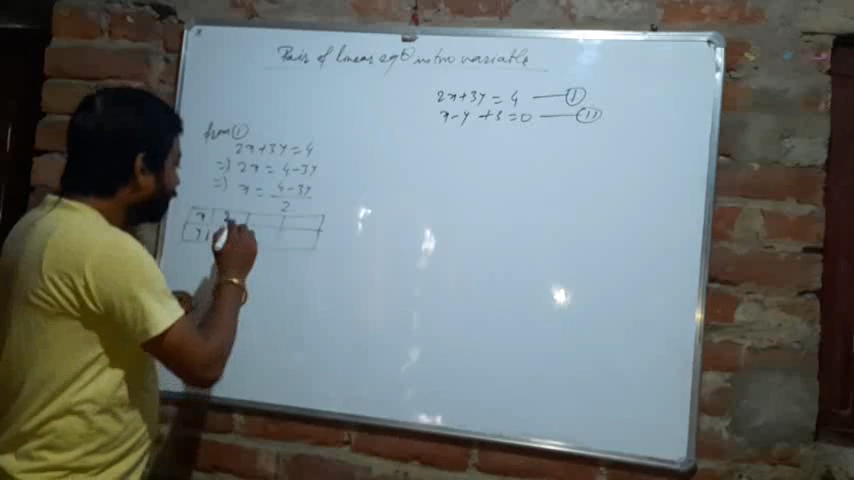 Pair of linear eqn in two variable
2x+3y = 4 — (I)
x-y +3=0 — (II)
from (I)
2x+3y=4
=) 2x = 4-3y
=) x = 4-3y
2
x 2
y